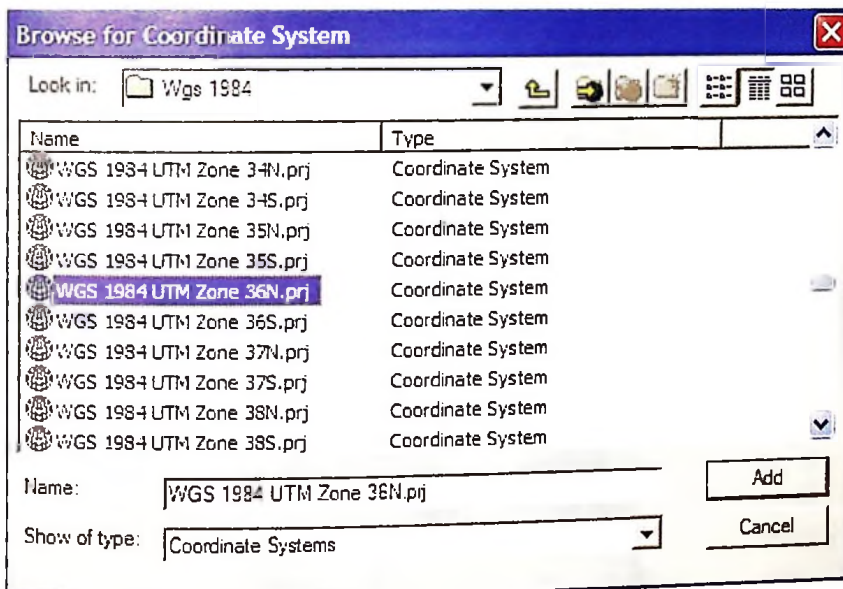 Browse for Coordinate System
Look in: Wgs 1984
Name Type
WGS 1984 UTM Zone 34N.prj Coordinate System
WGS 1984 UTM Zone 34S.prj Coordinate System
WGS 1984 UTM Zone 35N.prj Coordinate System
WGS 1984 UTM Zone 35S.prj Coordinate System
WGS 1984 UTM Zone 36N.prj Coordinate System
WGS 1984 UTM Zone 36S.prj Coordinate System
WGS 1984 UTM Zone 37N.prj Coordinate System
WGS 1984 UTM Zone 37S.prj Coordinate System
WGS 1984 UTM Zone 38N.prj Coordinate System
WGS 1984 UTM Zone 38S.prj Coordinate System
Name: WGS 1984 UTM Zone 36N.prj Add
Show of type: Coordinate Systems Cancel